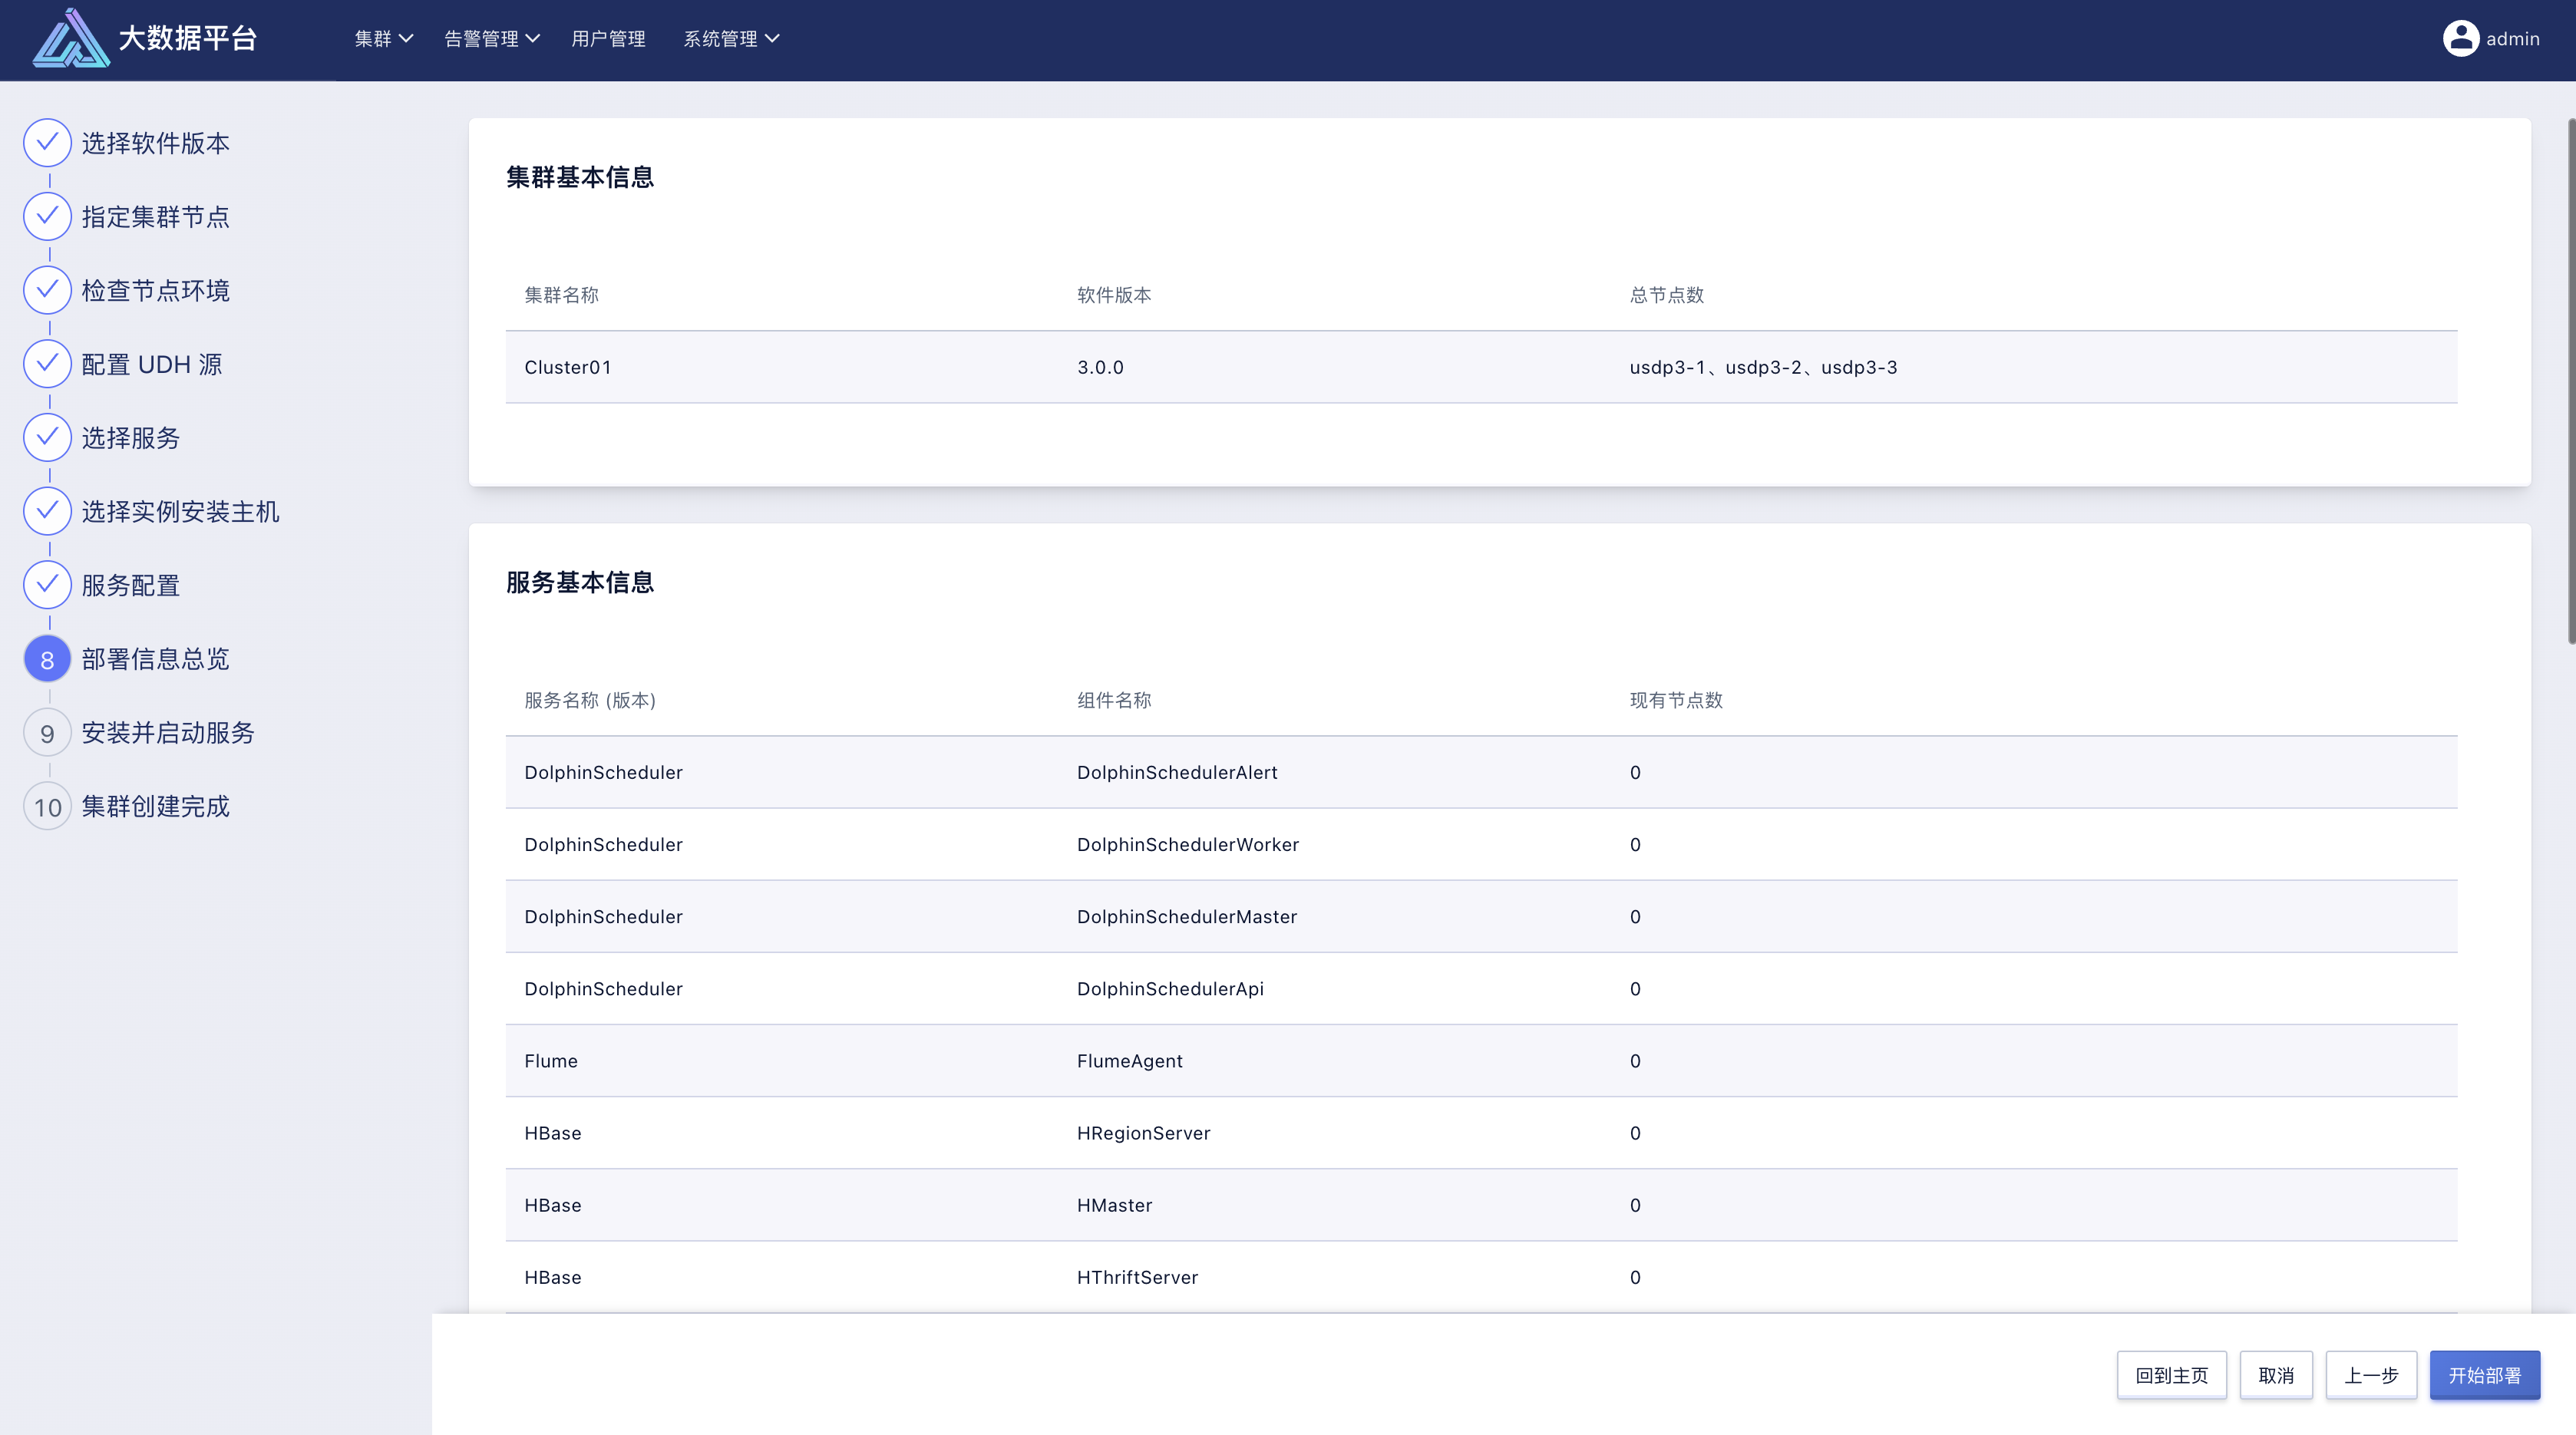 大数据平台 集群 告警管理 用户管理 系统管理 admin
选择软件版本
指定集群节点
检查节点环境
配置 UDH 源
选择服务
选择实例安装主机
服务配置
8 部署信息总览
9 安装并启动服务
10 集群创建完成
集群基本信息
集群名称 软件版本 总节点数
Cluster01 3.0.0 usdp3-1、usdp3-2、usdp3-3
服务基本信息
服务名称 (版本) 组件名称 现有节点数
DolphinScheduler DolphinSchedulerAlert 0
DolphinScheduler DolphinSchedulerWorker 0
DolphinScheduler DolphinSchedulerMaster 0
DolphinScheduler DolphinSchedulerApi 0
Flume FlumeAgent 0
HBase HRegionServer 0
HBase HMaster 0
HBase HThriftServer 0
回到主页 取消 上一步 开始部署